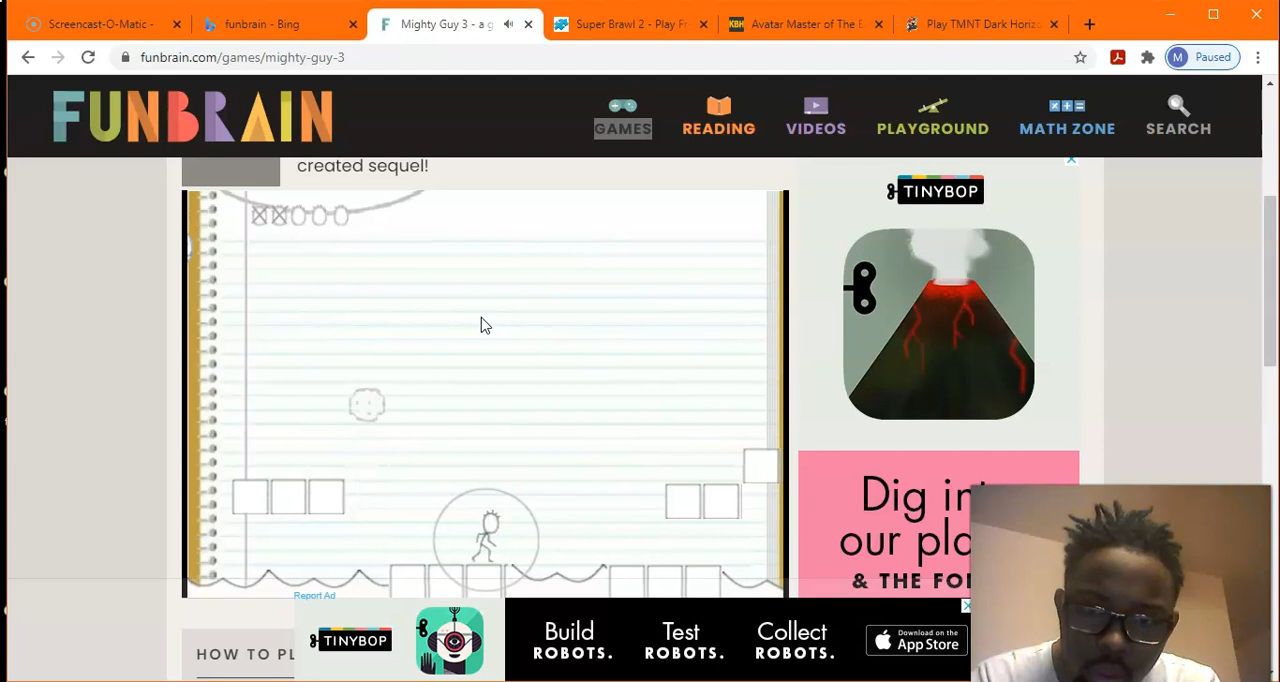 Screencast-O-Matic -
funbrain - Bing
Mighty Guy 3 - a g
Super Brawl 2 - Play Fr
Avatar Master of The E
Play TMNT Dark Horiz
funbrain.com/games/mighty-guy-3
M Paused
FUNBRAIN
GAMES
READING
VIDEOS
PLAYGROUND
MATH ZONE
SEARCH
created sequel!
TINYBOP
Dig in
our pla
& THE FO
Report Ad
HOW TO PL
TINYBOP
Build
ROBOTS.
Test
ROBOTS.
Collect
ROBOTS.
Download on the
App Store